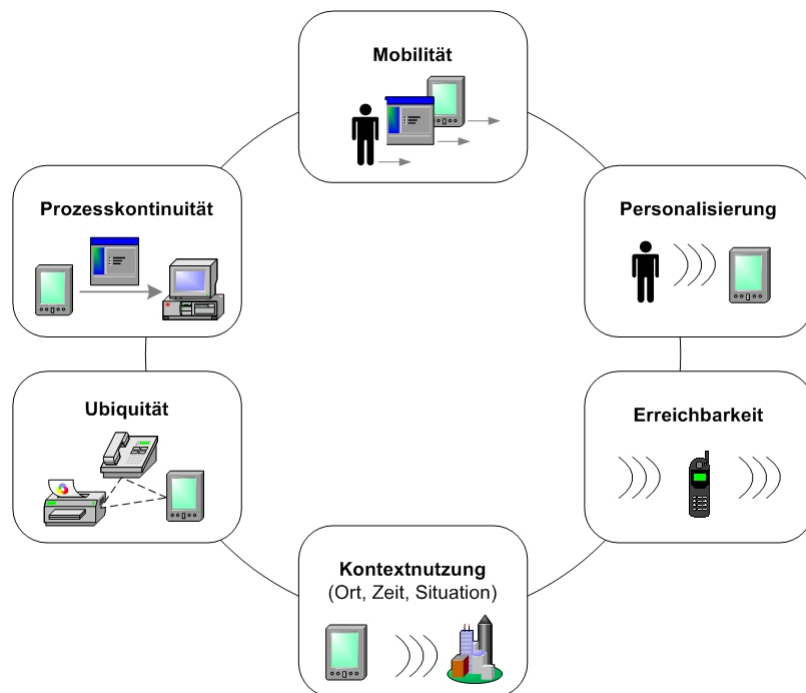 Mobilität
Prozesskontinuität
Personalisierung
Ubiquität
Erreichbarkeit
Kontextnutzung
(Ort, Zeit, Situation)